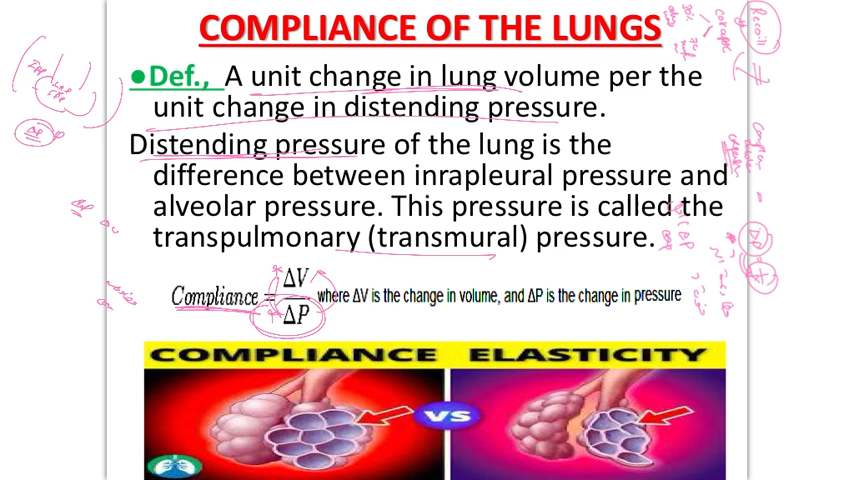 COMPLIANCE OF THE LUNGS
●Def., A unit change in lung volume per the
unit change in distending pressure.
Distending pressure of the lung is the
difference between inrapleural pressure and
alveolar pressure. This pressure is called the
transpulmonary (transmural) pressure.
Compliance = ΔV / ΔP where ΔV is the change in volume, and ΔP is the change in pressure
COMPLIANCE ELASTICITY
VS
Recoil
ΔP